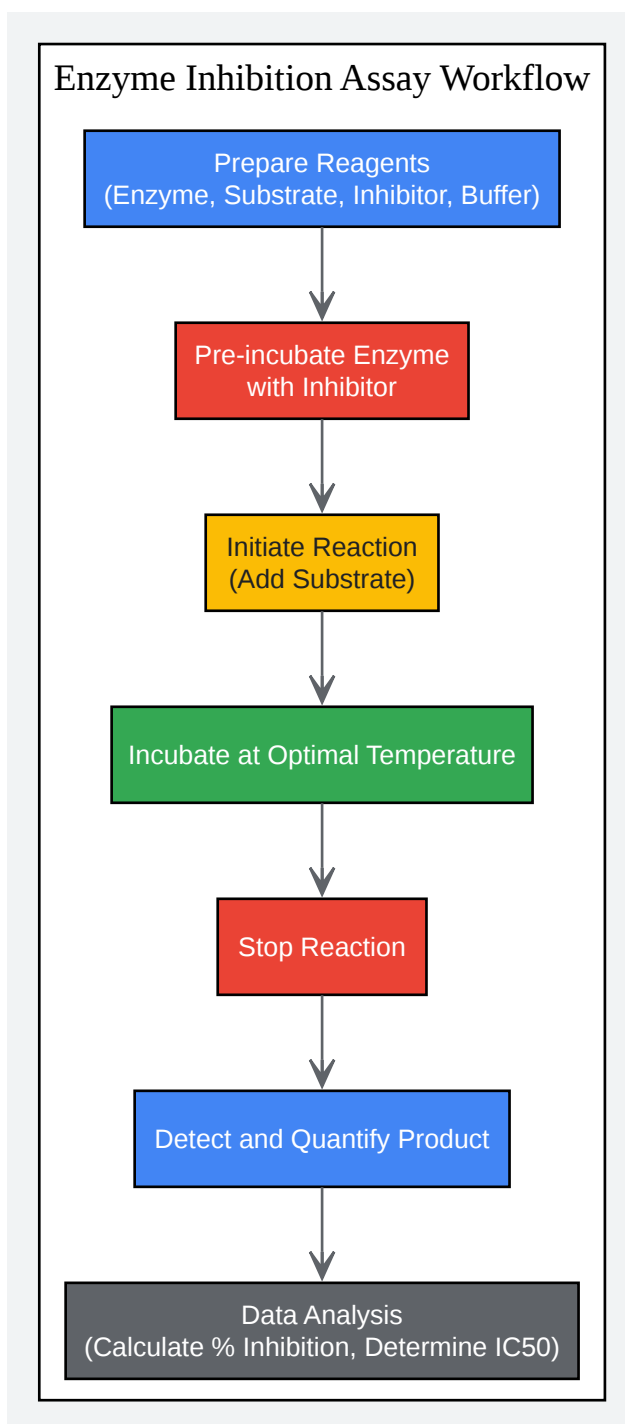 Enzyme Inhibition Assay Workflow
Prepare Reagents
(Enzyme, Substrate, Inhibitor, Buffer)
Pre-incubate Enzyme
with Inhibitor
Initiate Reaction
(Add Substrate)
Incubate at Optimal Temperature
Stop Reaction
Detect and Quantify Product
Data Analysis
(Calculate % Inhibition, Determine IC50)